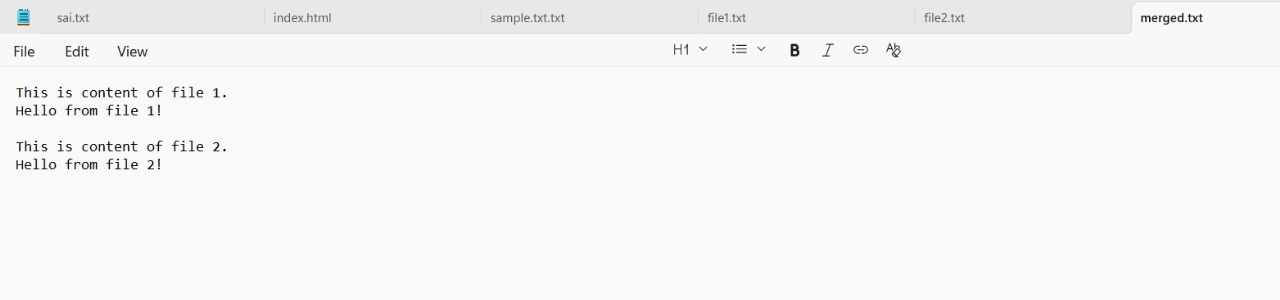 sai.txt index.html sample.txt.txt file1.txt file2.txt merged.txt
File Edit View H1 B I
This is content of file 1.
Hello from file 1!

This is content of file 2.
Hello from file 2!